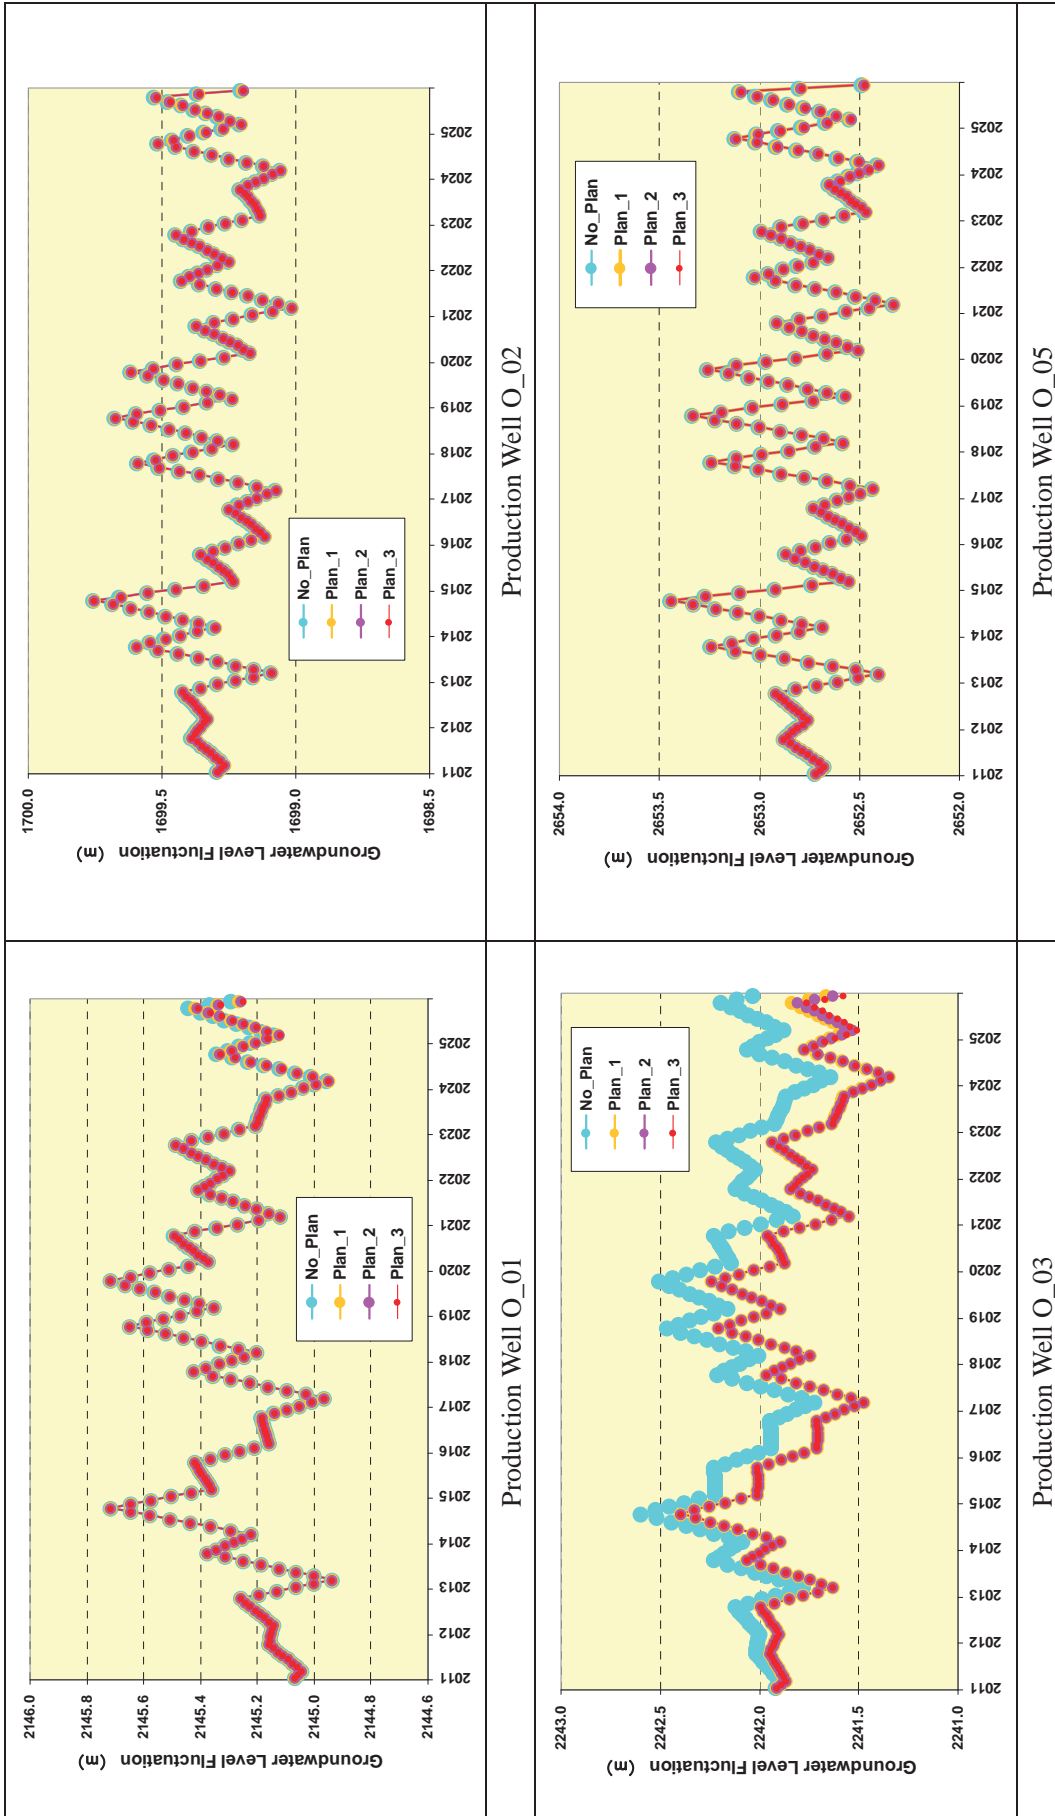 Groundwater Level Fluctuation (m)
2146.0
2145.8
2145.6
2145.4
2145.2
2145.0
2144.8
2144.6
2011 2012 2013 2014 2015 2016 2017 2018 2019 2020 2021 2022 2023 2024 2025
No_Plan
Plan_1
Plan_2
Plan_3
Production Well O_01
Groundwater Level Fluctuation (m)
1700.0
1699.5
1699.0
1698.5
2011 2012 2013 2014 2015 2016 2017 2018 2019 2020 2021 2022 2023 2024 2025
No_Plan
Plan_1
Plan_2
Plan_3
Production Well O_02
Groundwater Level Fluctuation (m)
2243.0
2242.5
2242.0
2241.5
2241.0
2011 2012 2013 2014 2015 2016 2017 2018 2019 2020 2021 2022 2023 2024 2025
No_Plan
Plan_1
Plan_2
Plan_3
Production Well O_03
Groundwater Level Fluctuation (m)
2654.0
2653.5
2653.0
2652.5
2652.0
2011 2012 2013 2014 2015 2016 2017 2018 2019 2020 2021 2022 2023 2024 2025
No_Plan
Plan_1
Plan_2
Plan_3
Production Well O_05